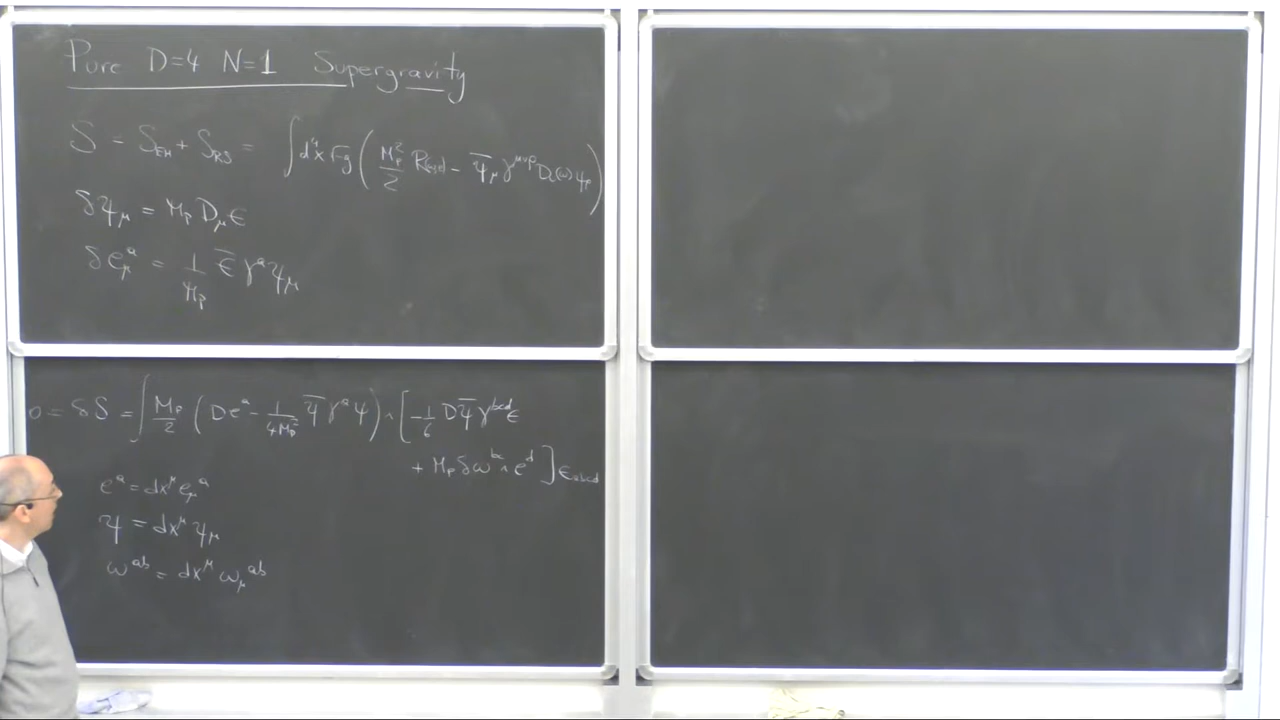 Pure D=4 N=1 Supergravity
S = S_EH + S_RS = ∫d⁴x √g ( M_P²/2 R(e,ω) − ψ̄_μ γ^{μνρ} D_ν(ω) ψ_ρ )
δψ_μ = M_P D_μ ε
δe_μ^a = 1/M_P ε̄ γ^a ψ_μ
0 = δS = ∫ M_P/2 ( De^a − 1/(4M_P²) ψ̄ γ^a ψ ) ∧ [ −1/6 Dψ̄ γ^{bcd} ε
+ M_P δω^{bc} ∧ e^d ] ε_{abcd}
e^a = dx^μ e_μ^a
ψ = dx^μ ψ_μ
ω^{ab} = dx^μ ω_μ^{ab}